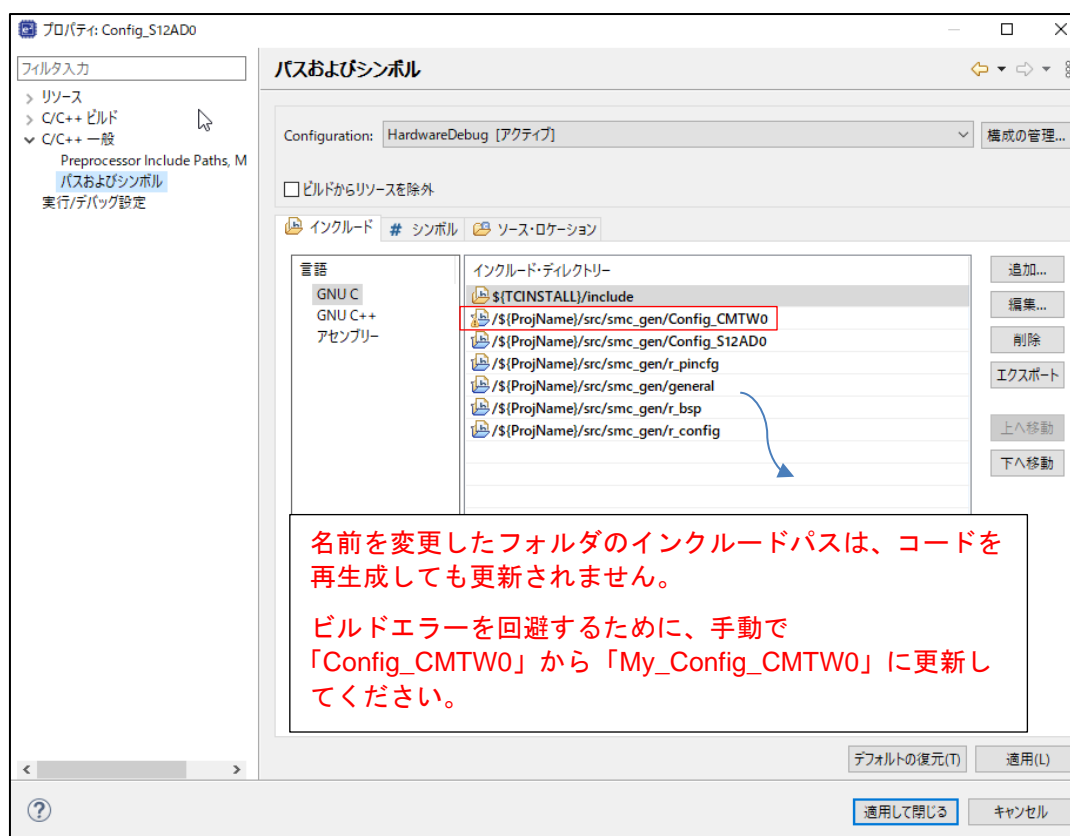 プロパティ: Config_S12AD0
フィルタ入力
リソース
C/C++ ビルド
C/C++ 一般
Preprocessor Include Paths, M
パスおよびシンボル
実行/デバッグ設定
パスおよびシンボル
Configuration: HardwareDebug [アクティブ]
構成の管理...
ビルドからリソースを除外
インクルード # シンボル ソース・ロケーション
言語
GNU C
GNU C++
アセンブリー
インクルード・ディレクトリー
${TCINSTALL}/include
/${ProjName}/src/smc_gen/Config_CMTW0
/${ProjName}/src/smc_gen/Config_S12AD0
/${ProjName}/src/smc_gen/r_pincfg
/${ProjName}/src/smc_gen/general
/${ProjName}/src/smc_gen/r_bsp
/${ProjName}/src/smc_gen/r_config
追加...
編集...
削除
エクスポート
上へ移動
下へ移動
名前を変更したフォルダのインクルードパスは、コードを
再生成しても更新されません。
ビルドエラーを回避するために、手動で
「Config_CMTW0」から「My_Config_CMTW0」に更新し
てください。
デフォルトの復元(T)
適用(L)
適用して閉じる
キャンセル